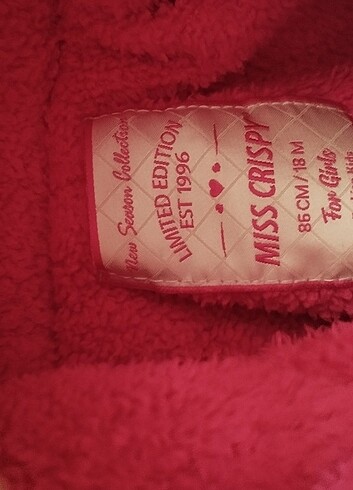 New Season Collection
LIMITED EDITION
EST 1996
MISS CRISPY
86 CM / 18 M
For Girls